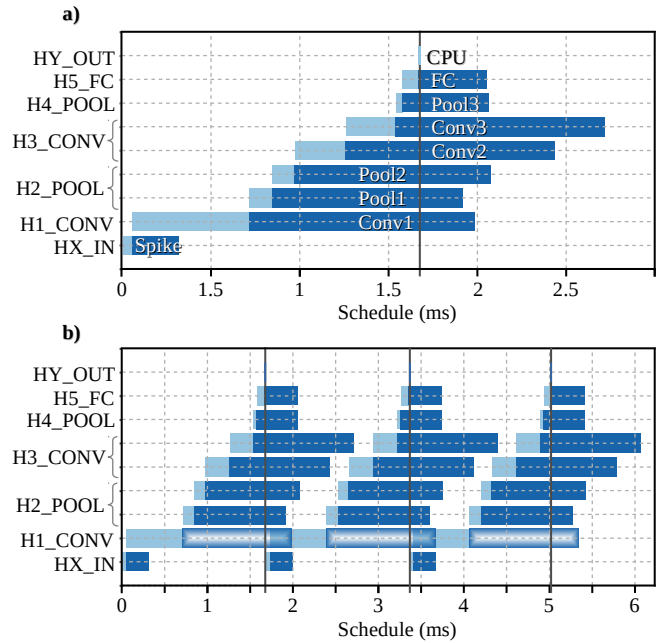 a)
HY_OUT
CPU
H5_FC
FC
H4_POOL
Pool3
Conv3
H3_CONV
Conv2
Pool2
H2_POOL
Pool1
H1_CONV
Conv1
HX_IN
Spike
0 1.5 1 1.5 2 2.5
Schedule (ms)
b)
HY_OUT
H5_FC
H4_POOL
H3_CONV
H2_POOL
H1_CONV
HX_IN
0 1 2 3 4 5 6
Schedule (ms)